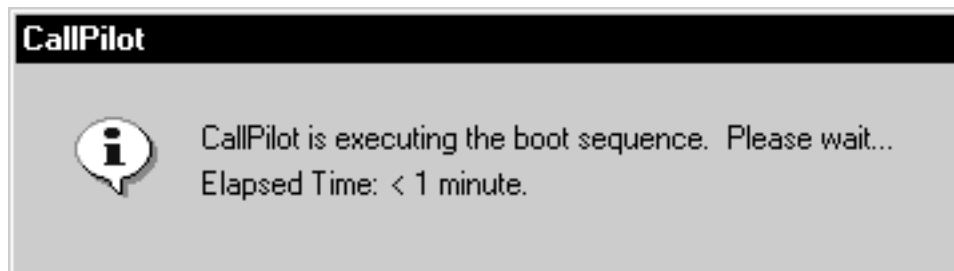 CallPilot
CallPilot is executing the boot sequence.  Please wait...
Elapsed Time: < 1 minute.